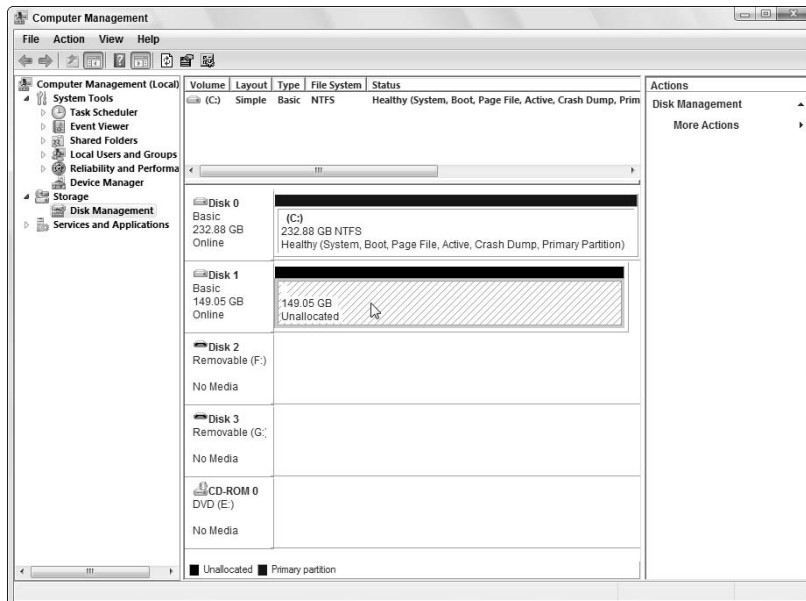 Computer Management
File Action View Help
Computer Management (Local)
System Tools
Task Scheduler
Event Viewer
Shared Folders
Local Users and Groups
Reliability and Performa
Device Manager
Storage
Disk Management
Services and Applications
Volume Layout Type File System Status
(C:) Simple Basic NTFS Healthy (System, Boot, Page File, Active, Crash Dump, Prim
Disk 0
Basic
232.88 GB
Online
(C:)
232.88 GB NTFS
Healthy (System, Boot, Page File, Active, Crash Dump, Primary Partition)
Disk 1
Basic
149.05 GB
Online
149.05 GB
Unallocated
Disk 2
Removable (F:)
No Media
Disk 3
Removable (G:
No Media
CD-ROM 0
DVD (E:)
No Media
Unallocated Primary partition
Actions
Disk Management
More Actions